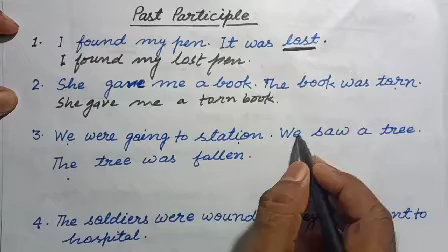 Past Participle
1. I found my pen. It was lost.
I found my lost pen.
2. She gave me a book. The book was torn.
She gave me a torn book.
3. We were going to station. We saw a tree.
The tree was fallen.
4. The soldiers were wound
hospital.